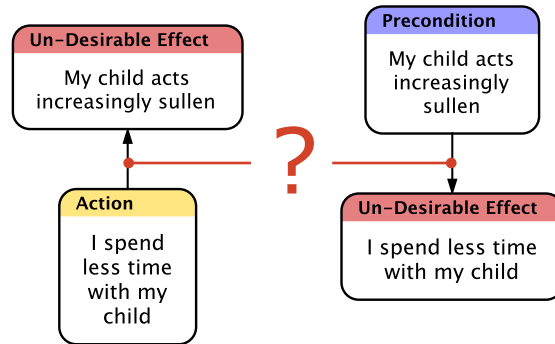 Un-Desirable Effect
My child acts
increasingly sullen
Action
I spend
less time
with my
child
?
Precondition
My child acts
increasingly
sullen
Un-Desirable Effect
I spend less time
with my child